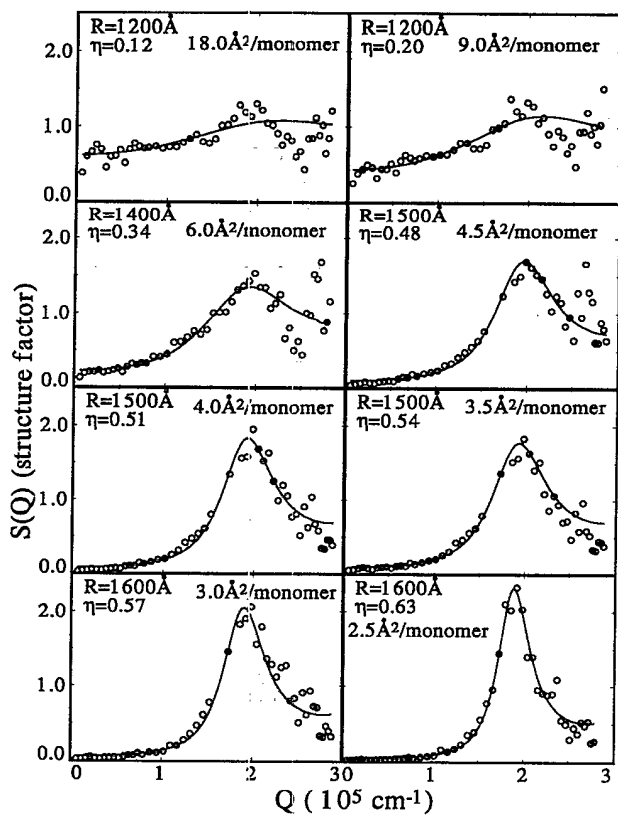 R=1200Å
η=0.12 18.0Å²/monomer
R=1200Å
η=0.20 9.0Å²/monomer
2.0
1.0
0.0
R=1400Å
η=0.34 6.0Å²/monomer
R=1500Å
η=0.48 4.5Å²/monomer
2.0
1.0
0.0
R=1500Å
η=0.51 4.0Å²/monomer
R=1500Å
η=0.54 3.5Å²/monomer
2.0
1.0
0.0
R=1600Å
η=0.57 3.0Å²/monomer
R=1600Å
η=0.63
2.5Å²/monomer
2.0
1.0
0.0
S(Q) (structure factor)
0 1 2 30 1 2 3
Q ( 10⁵ cm⁻¹)